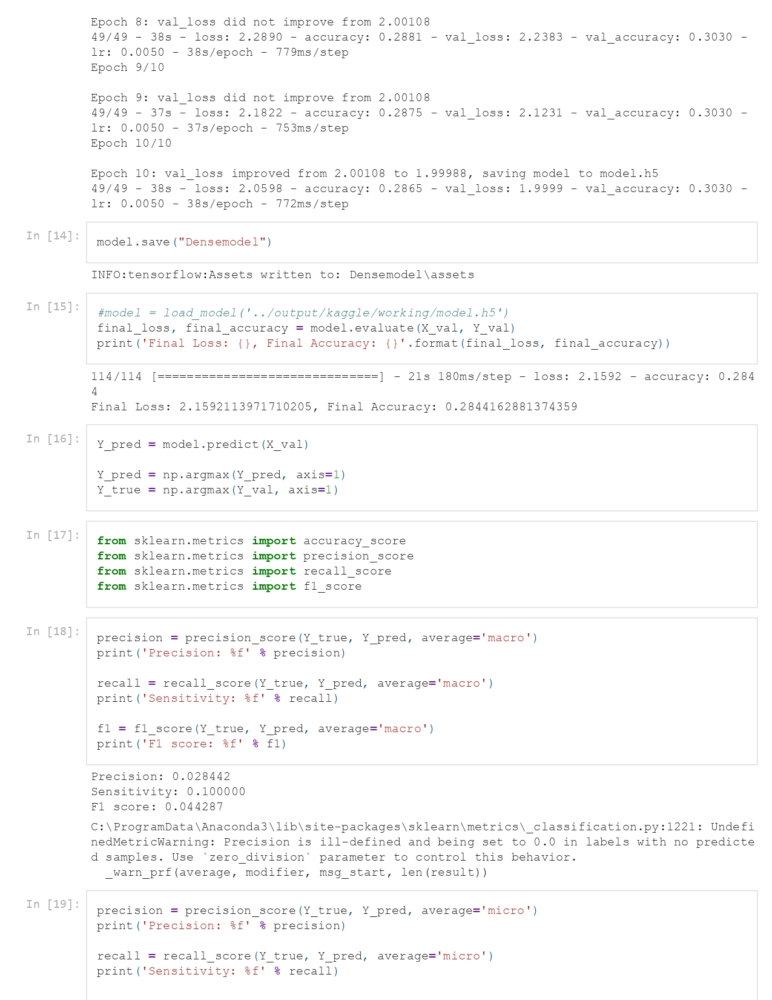 Epoch 8: val_loss did not improve from 2.00108
49/49 - 38s - loss: 2.2890 - accuracy: 0.2881 - val_loss: 2.2383 - val_accuracy: 0.3030 -
lr: 0.0050 - 38s/epoch - 779ms/step
Epoch 9/10
Epoch 9: val_loss did not improve from 2.00108
49/49 - 37s - loss: 2.1822 - accuracy: 0.2875 - val_loss: 2.1231 - val_accuracy: 0.3030 -
lr: 0.0050 - 37s/epoch - 753ms/step
Epoch 10/10
Epoch 10: val_loss improved from 2.00108 to 1.99988, saving model to model.h5
49/49 - 38s - loss: 2.0598 - accuracy: 0.2865 - val_loss: 1.9999 - val_accuracy: 0.3030 -
lr: 0.0050 - 38s/epoch - 772ms/step
In [14]:
model.save("Densemodel")
INFO:tensorflow:Assets written to: Densemodel\assets
In [15]:
#model = load_model('../output/kaggle/working/model.h5')
final_loss, final_accuracy = model.evaluate(X_val, Y_val)
print('Final Loss: {}, Final Accuracy: {}'.format(final_loss, final_accuracy))
114/114 [==============================] - 21s 180ms/step - loss: 2.1592 - accuracy: 0.284
4
Final Loss: 2.1592113971710205, Final Accuracy: 0.2844162881374359
In [16]:
Y_pred = model.predict(X_val)
Y_pred = np.argmax(Y_pred, axis=1)
Y_true = np.argmax(Y_val, axis=1)
In [17]:
from sklearn.metrics import accuracy_score
from sklearn.metrics import precision_score
from sklearn.metrics import recall_score
from sklearn.metrics import f1_score
In [18]:
precision = precision_score(Y_true, Y_pred, average='macro')
print('Precision: %f' % precision)
recall = recall_score(Y_true, Y_pred, average='macro')
print('Sensitivity: %f' % recall)
f1 = f1_score(Y_true, Y_pred, average='macro')
print('F1 score: %f' % f1)
Precision: 0.028442
Sensitivity: 0.100000
F1 score: 0.044287
C:\ProgramData\Anaconda3\lib\site-packages\sklearn\metrics\_classification.py:1221: Undefi
nedMetricWarning: Precision is ill-defined and being set to 0.0 in labels with no predicte
d samples. Use `zero_division` parameter to control this behavior.
  _warn_prf(average, modifier, msg_start, len(result))
In [19]:
precision = precision_score(Y_true, Y_pred, average='micro')
print('Precision: %f' % precision)
recall = recall_score(Y_true, Y_pred, average='micro')
print('Sensitivity: %f' % recall)